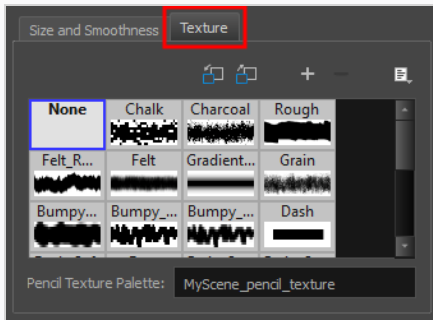 Size and Smoothness Texture
None Chalk Charcoal Rough
Felt_R... Felt Gradient... Grain
Bumpy... Bumpy_... Bumpy_... Dash
Pencil Texture Palette: MyScene_pencil_texture